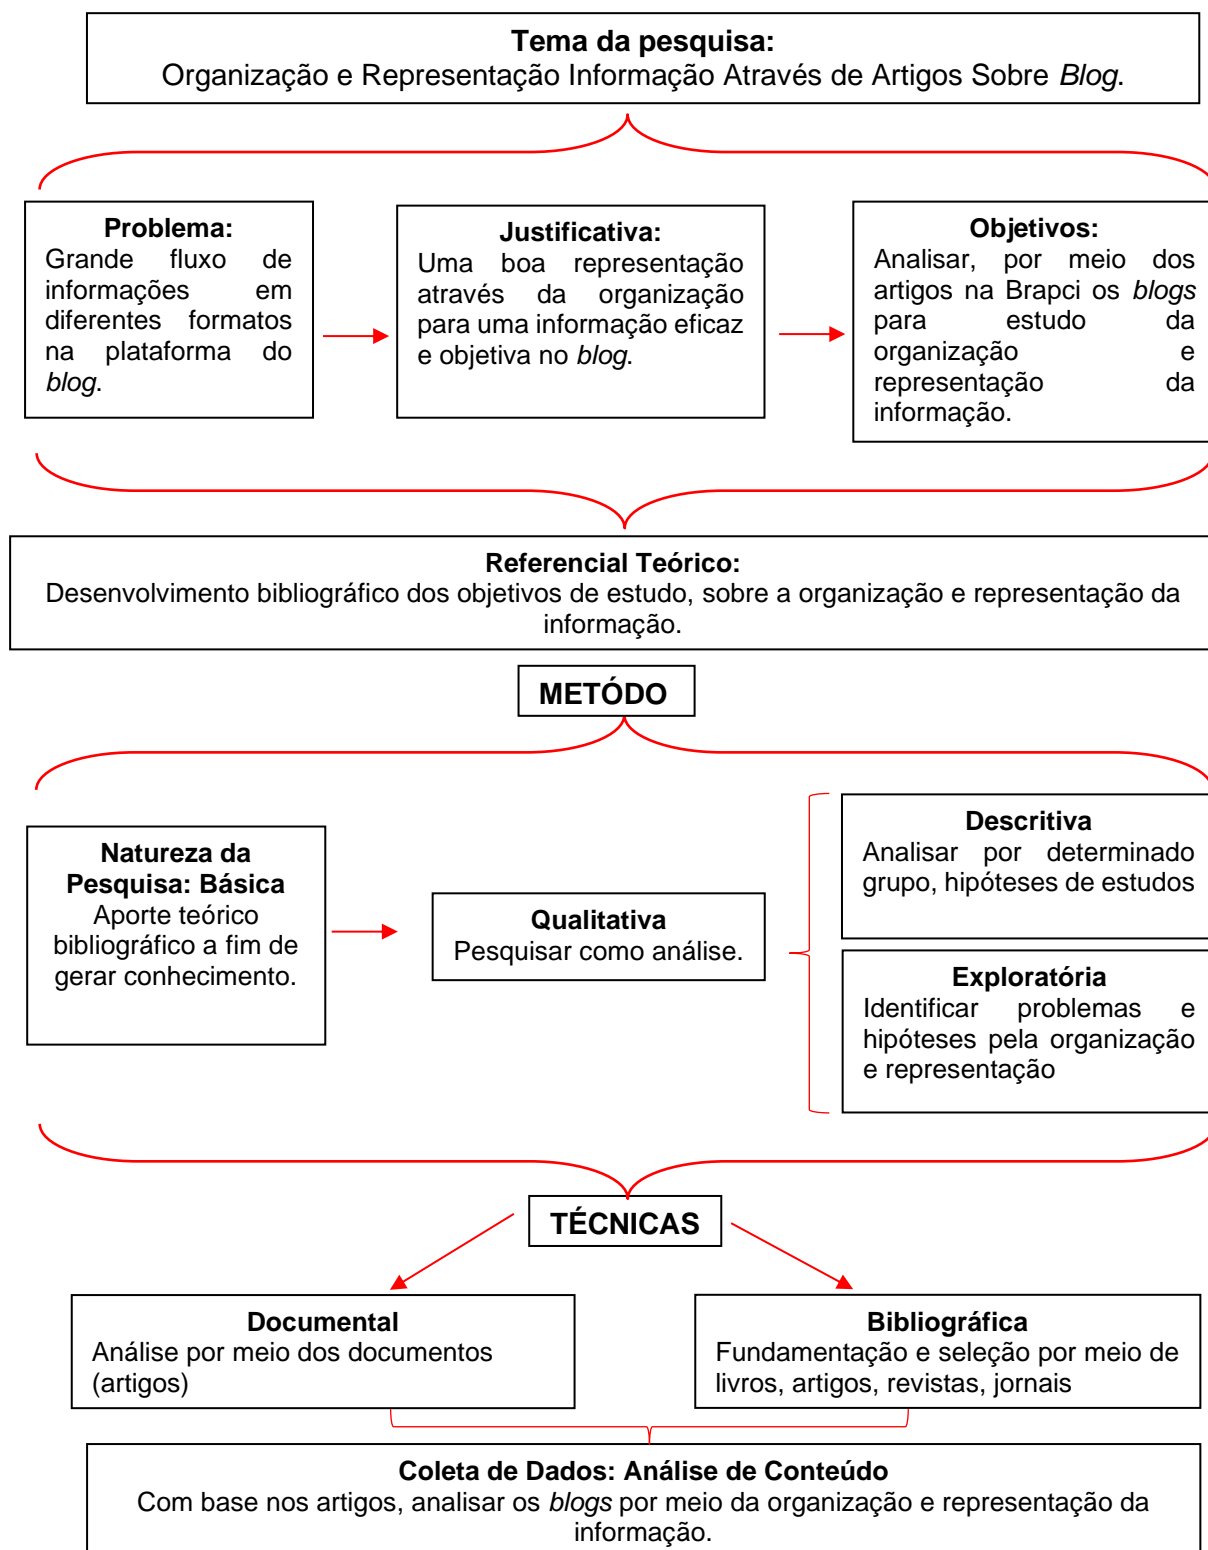 Tema da pesquisa:
Organização e Representação Informação Através de Artigos Sobre Blog.
Problema:
Grande fluxo de
informações em
diferentes formatos
na plataforma do
blog.
Justificativa:
Uma boa representação
através da organização
para uma informação eficaz
e objetiva no blog.
Objetivos:
Analisar, por meio dos
artigos na Brapci os blogs
para estudo da
organização e
representação da
informação.
Referencial Teórico:
Desenvolvimento bibliográfico dos objetivos de estudo, sobre a organização e representação da
informação.
METÓDO
Natureza da
Pesquisa: Básica
Aporte teórico
bibliográfico a fim de
gerar conhecimento.
Qualitativa
Pesquisar como análise.
Descritiva
Analisar por determinado
grupo, hipóteses de estudos
Exploratória
Identificar problemas e
hipóteses pela organização
e representação
TÉCNICAS
Documental
Análise por meio dos documentos
(artigos)
Bibliográfica
Fundamentação e seleção por meio de
livros, artigos, revistas, jornais
Coleta de Dados: Análise de Conteúdo
Com base nos artigos, analisar os blogs por meio da organização e representação da
informação.